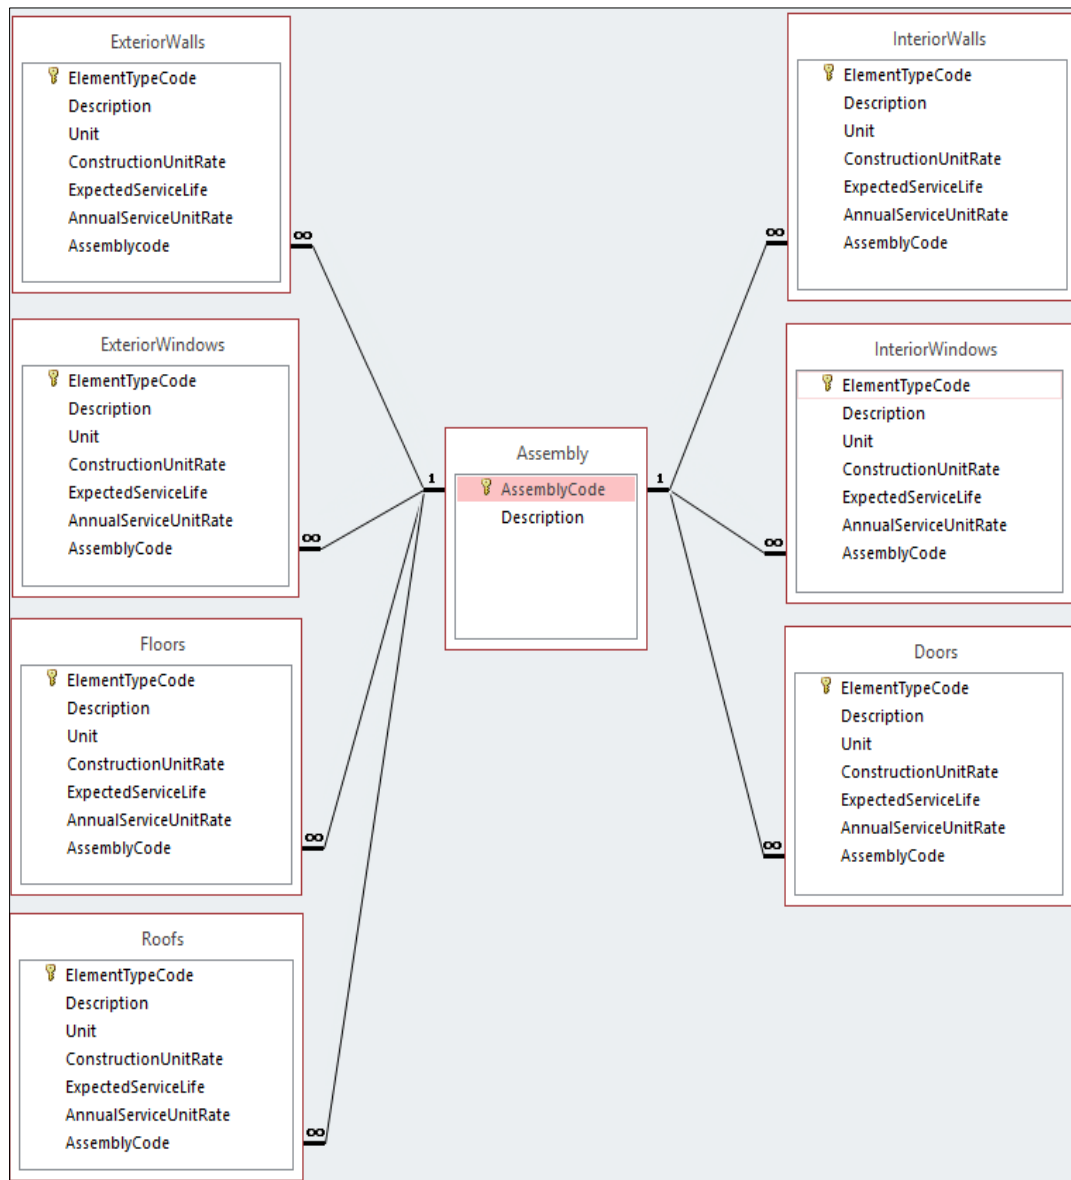 ExteriorWalls
ElementTypeCode
Description
Unit
ConstructionUnitRate
ExpectedServiceLife
AnnualServiceUnitRate
Assemblycode
∞
ExteriorWindows
ElementTypeCode
Description
Unit
ConstructionUnitRate
ExpectedServiceLife
AnnualServiceUnitRate
AssemblyCode
∞
Floors
ElementTypeCode
Description
Unit
ConstructionUnitRate
ExpectedServiceLife
AnnualServiceUnitRate
AssemblyCode
∞
Roofs
ElementTypeCode
Description
Unit
ConstructionUnitRate
ExpectedServiceLife
AnnualServiceUnitRate
AssemblyCode
∞
1
Assembly
AssemblyCode
Description
1
InteriorWalls
ElementTypeCode
Description
Unit
ConstructionUnitRate
ExpectedServiceLife
AnnualServiceUnitRate
AssemblyCode
∞
InteriorWindows
ElementTypeCode
Description
Unit
ConstructionUnitRate
ExpectedServiceLife
AnnualServiceUnitRate
AssemblyCode
∞
Doors
ElementTypeCode
Description
Unit
ConstructionUnitRate
ExpectedServiceLife
AnnualServiceUnitRate
AssemblyCode
∞